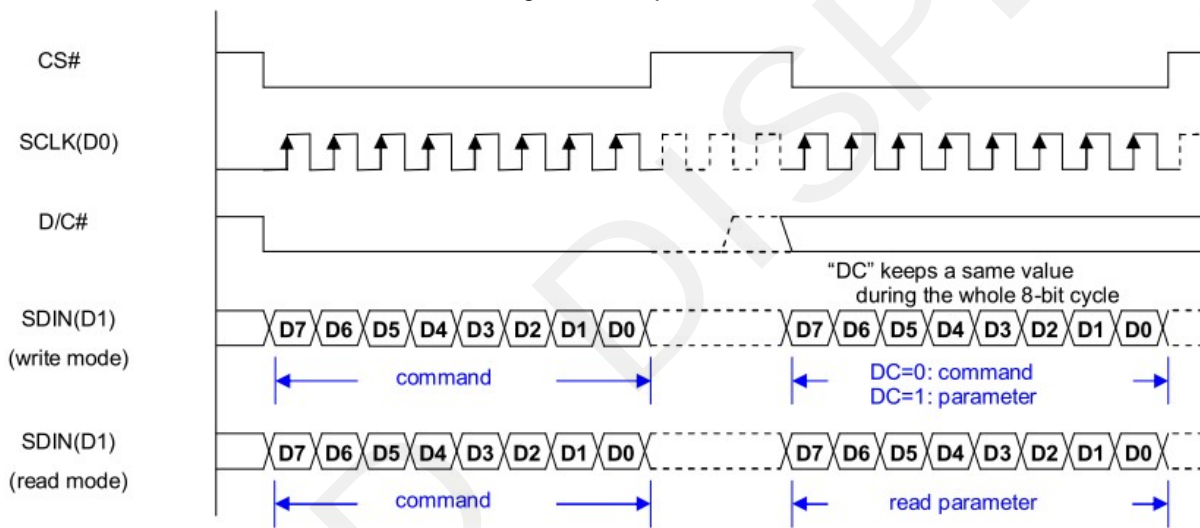 CS#
SCLK(D0)
D/C#
"DC" keeps a same value
during the whole 8-bit cycle
SDIN(D1)
(write mode)
D7 D6 D5 D4 D3 D2 D1 D0
D7 D6 D5 D4 D3 D2 D1 D0
command
DC=0: command
DC=1: parameter
SDIN(D1)
(read mode)
D7 D6 D5 D4 D3 D2 D1 D0
D7 D6 D5 D4 D3 D2 D1 D0
command
read parameter